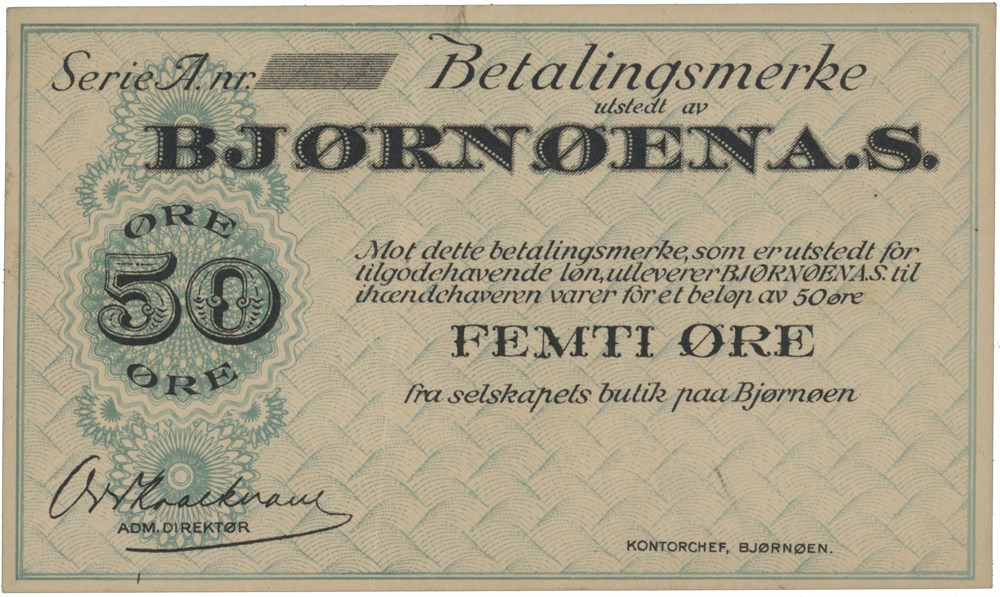 Serie A. nr.
Betalingsmerke
utstedt av
BJØRNØEN A.S.
ØRE
50
ØRE
Mot dette betalingsmerke, som er utstedt for
tilgodehavende løn, utleverer BJØRNØEN A.S. til
ihændehaveren varer for et beløp av 50 øre
FEMTI ØRE
fra selskapets butik paa Bjørnøen
ADM. DIREKTØR
KONTORCHEF, BJØRNØEN.